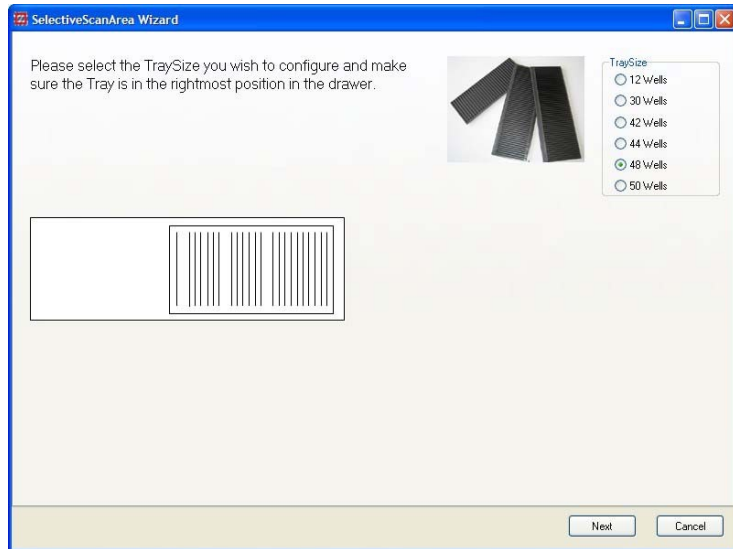 SelectiveScanArea Wizard
Please select the TraySize you wish to configure and make
sure the Tray is in the rightmost position in the drawer.
TraySize
12 Wells
30 Wells
42 Wells
44 Wells
48 Wells
50 Wells
Next
Cancel